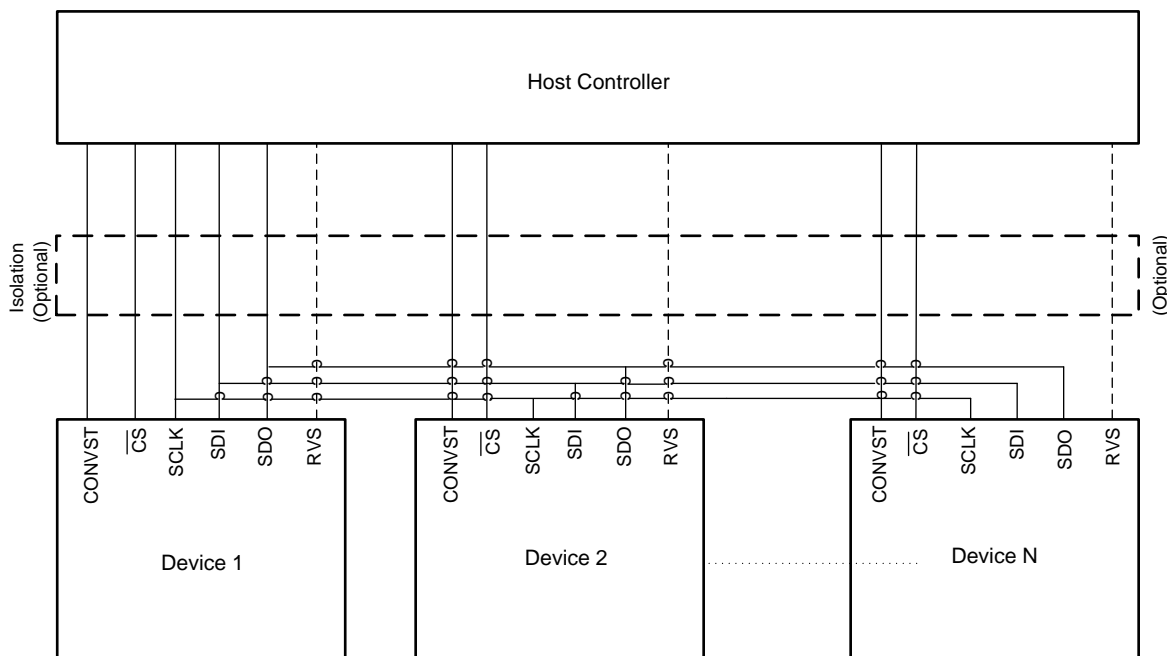 Host Controller
Isolation
(Optional)
(Optional)
CONVST
CS
SCLK
SDI
SDO
RVS
CONVST
CS
SCLK
SDI
SDO
RVS
CONVST
CS
SCLK
SDI
SDO
RVS
Device 1
Device 2
Device N